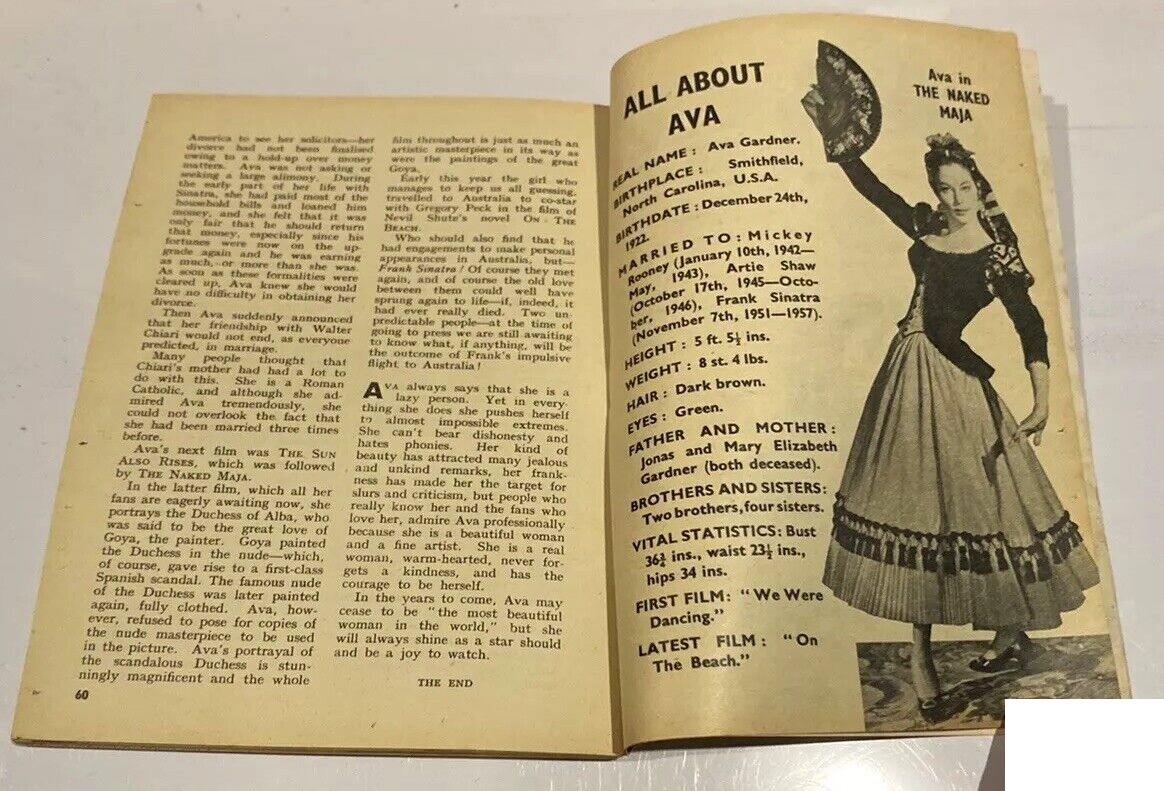 America to see her solicitors—her
divorce had not been finalised
owing to a hold-up over money
matters. Ava was not asking or
seeking a large alimony. During
the early part of her life with
Sinatra, she had paid most of the
household bills and loaned him
money, and she felt that it was
only fair that he should return
that money, especially since his
fortunes were now on the up-
grade again and he was earning
as much, or more than she was.
As soon as these formalities were
cleared up, Ava knew she would
have no difficulty in obtaining her
divorce.
Then Ava suddenly announced
that her friendship with Walter
Chiari would not end, as everyone
predicted, in marriage.
Many people thought that
Chiari's mother had had a lot to
do with this. She is a Roman
Catholic, and although she ad-
mired Ava tremendously, she
could not overlook the fact that
she had been married three times
before.
Ava's next film was THE SUN
ALSO RISES, which was followed
by THE NAKED MAJA.
In the latter film, which all her
fans are eagerly awaiting now, she
portrays the Duchess of Alba, who
was said to be the great love of
Goya, the painter. Goya painted
the Duchess in the nude—which,
of course, gave rise to a first-class
Spanish scandal. The famous nude
of the Duchess was later painted
again, fully clothed. Ava, how-
ever, refused to pose for copies of
the nude masterpiece to be used
in the picture. Ava's portrayal of
the scandalous Duchess is stun-
ningly magnificent and the whole
60
film throughout is just as much an
artistic masterpiece in its way as
were the paintings of the great
Goya.
Early this year the girl who
manages to keep us all guessing,
travelled to Australia to co-star
with Gregory Peck in the film of
Nevil Shute's novel ON THE
BEACH.
Who should also find that he
had engagements to make personal
appearances in Australia, but—
Frank Sinatra! Of course they met
again, and of course the old love
between them could well have
sprung again to life—if, indeed, it
had ever really died. Two un-
predictable people—at the time of
going to press we are still awaiting
to know what, if anything, will be
the outcome of Frank's impulsive
flight to Australia!
AVA always says that she is a
lazy person. Yet in every-
thing she does she pushes herself
to almost impossible extremes.
She can't bear dishonesty and
hates phonies. Her kind of
beauty has attracted many jealous
and unkind remarks, her frank-
ness has made her the target for
slurs and criticism, but people who
really know her and the fans who
love her, admire Ava professionally
because she is a beautiful woman
and a fine artist. She is a real
woman, warm-hearted, never for-
gets a kindness, and has the
courage to be herself.
In the years to come, Ava may
cease to be "the most beautiful
woman in the world," but she
will always shine as a star should
and be a joy to watch.
THE END
ALL ABOUT
AVA
REAL NAME: Ava Gardner.
BIRTHPLACE: Smithfield,
North Carolina, U.S.A.
BIRTHDATE: December 24th,
1922.
MARRIED TO: Mickey
Rooney (January 10th, 1942—
May, 1943), Artie Shaw
(October 17th, 1945—Octo-
ber, 1946), Frank Sinatra
(November 7th, 1951—1957).
HEIGHT: 5 ft. 5½ ins.
WEIGHT: 8 st. 4 lbs.
HAIR: Dark brown.
EYES: Green.
FATHER AND MOTHER:
Jonas and Mary Elizabeth
Gardner (both deceased).
BROTHERS AND SISTERS:
Two brothers, four sisters.
VITAL STATISTICS: Bust
36¾ ins., waist 23½ ins.,
hips 34 ins.
FIRST FILM: "We Were
Dancing."
LATEST FILM: "On
The Beach."
Ava in
THE NAKED
MAJA